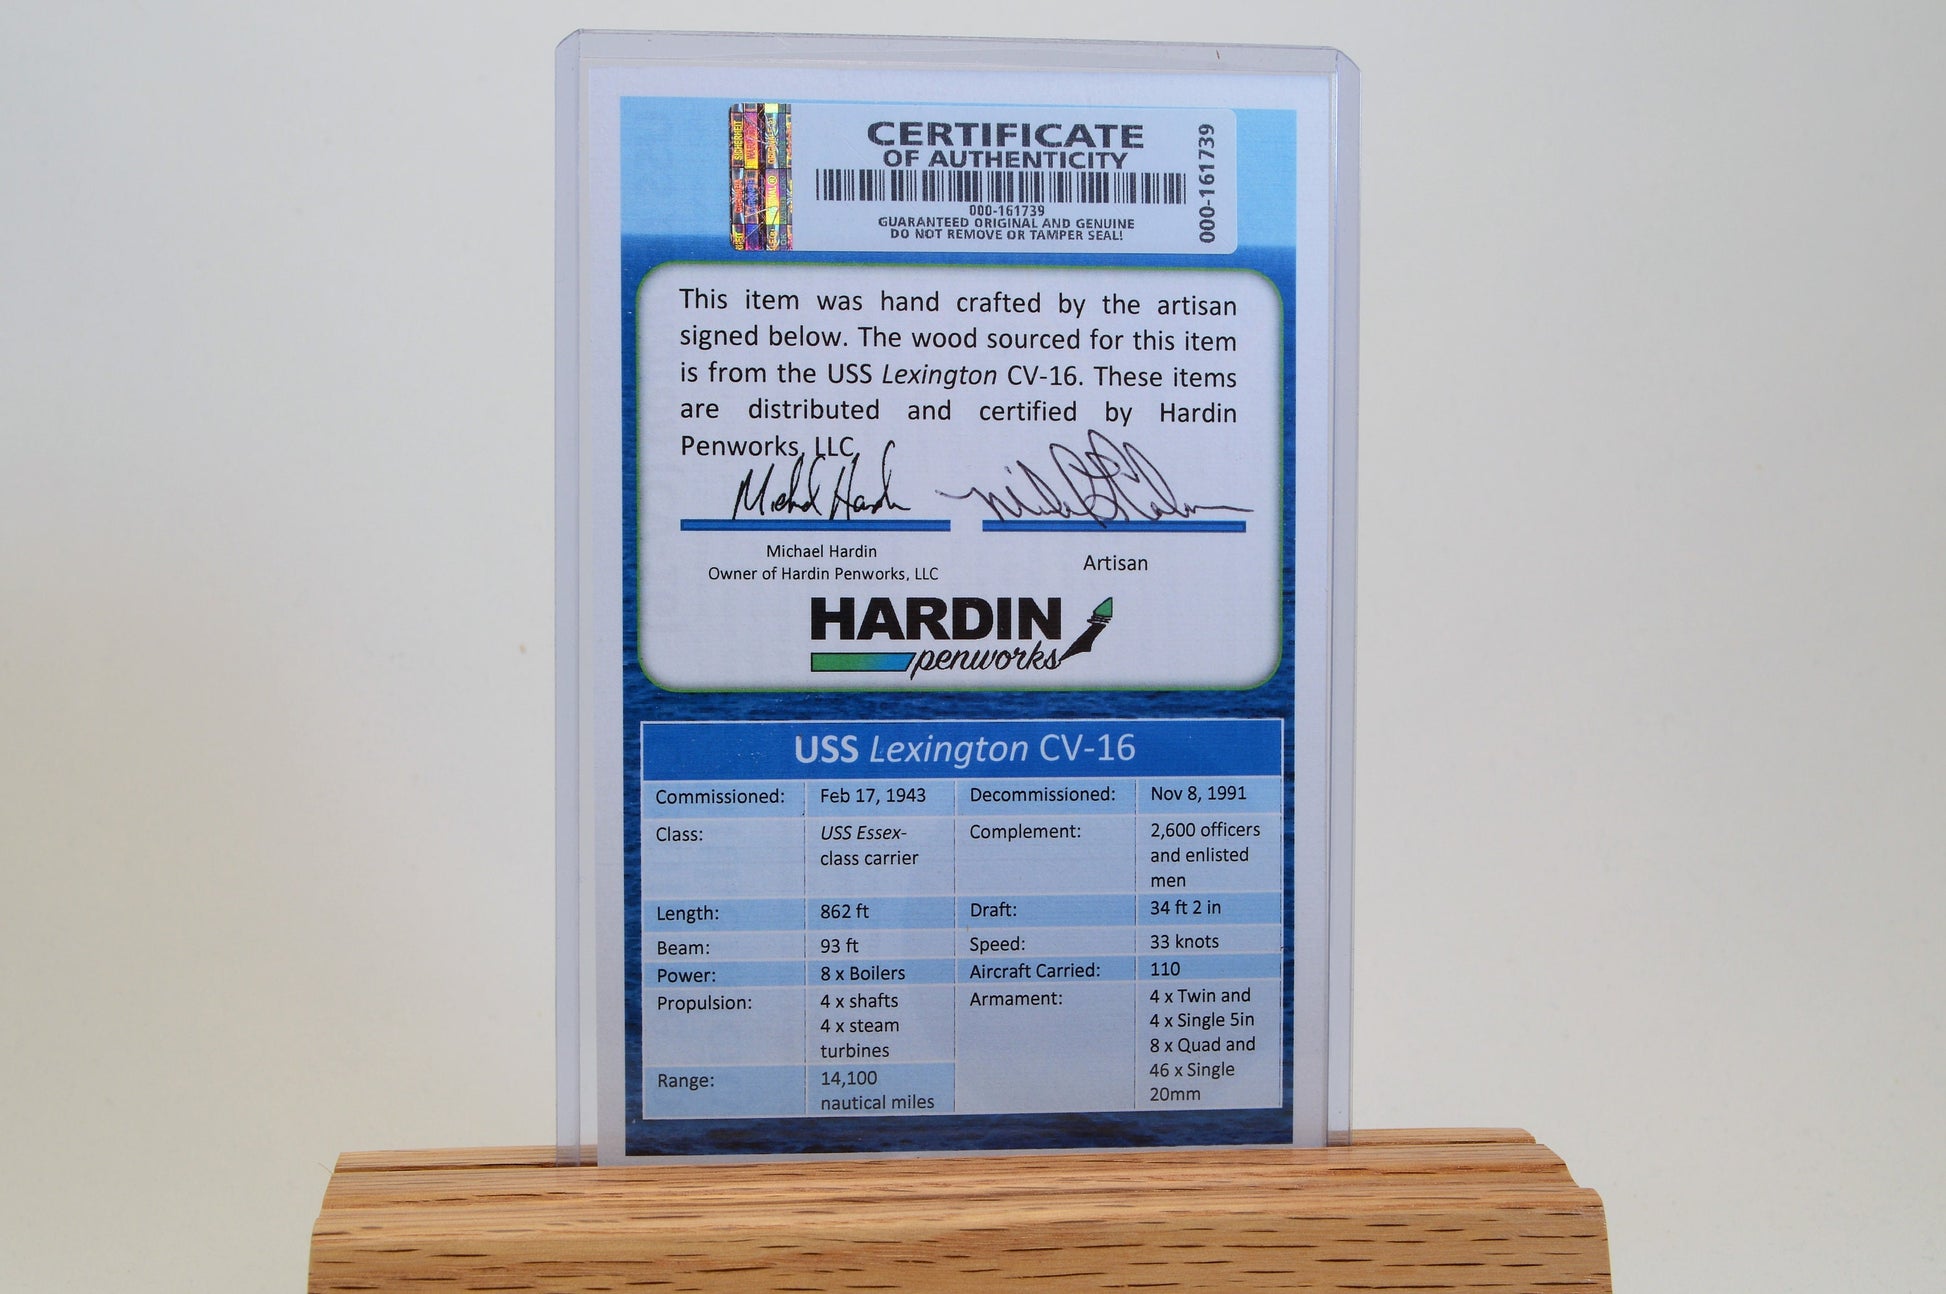 CERTIFICATE
OF AUTHENTICITY
000-161739
GUARANTEED ORIGINAL AND GENUINE
DO NOT REMOVE OR TAMPER SEAL!
000-161739
SICHERHEIT
This item was hand crafted by the artisan
signed below. The wood sourced for this item
is from the USS Lexington CV-16. These items
are distributed and certified by Hardin
Penworks, LLC
Michael Hardin
Michael Hardin
Owner of Hardin Penworks, LLC
Artisan
HARDIN
penworks
USS Lexington CV-16
Commissioned: Feb 17, 1943 Decommissioned: Nov 8, 1991
Class: USS Essex-
class carrier
Complement: 2,600 officers
and enlisted
men
Length: 862 ft Draft: 34 ft 2 in
Beam: 93 ft Speed: 33 knots
Power: 8 x Boilers Aircraft Carried: 110
Propulsion: 4 x shafts
4 x steam
turbines
Armament: 4 x Twin and
4 x Single 5in
8 x Quad and
46 x Single
20mm
Range: 14,100
nautical miles